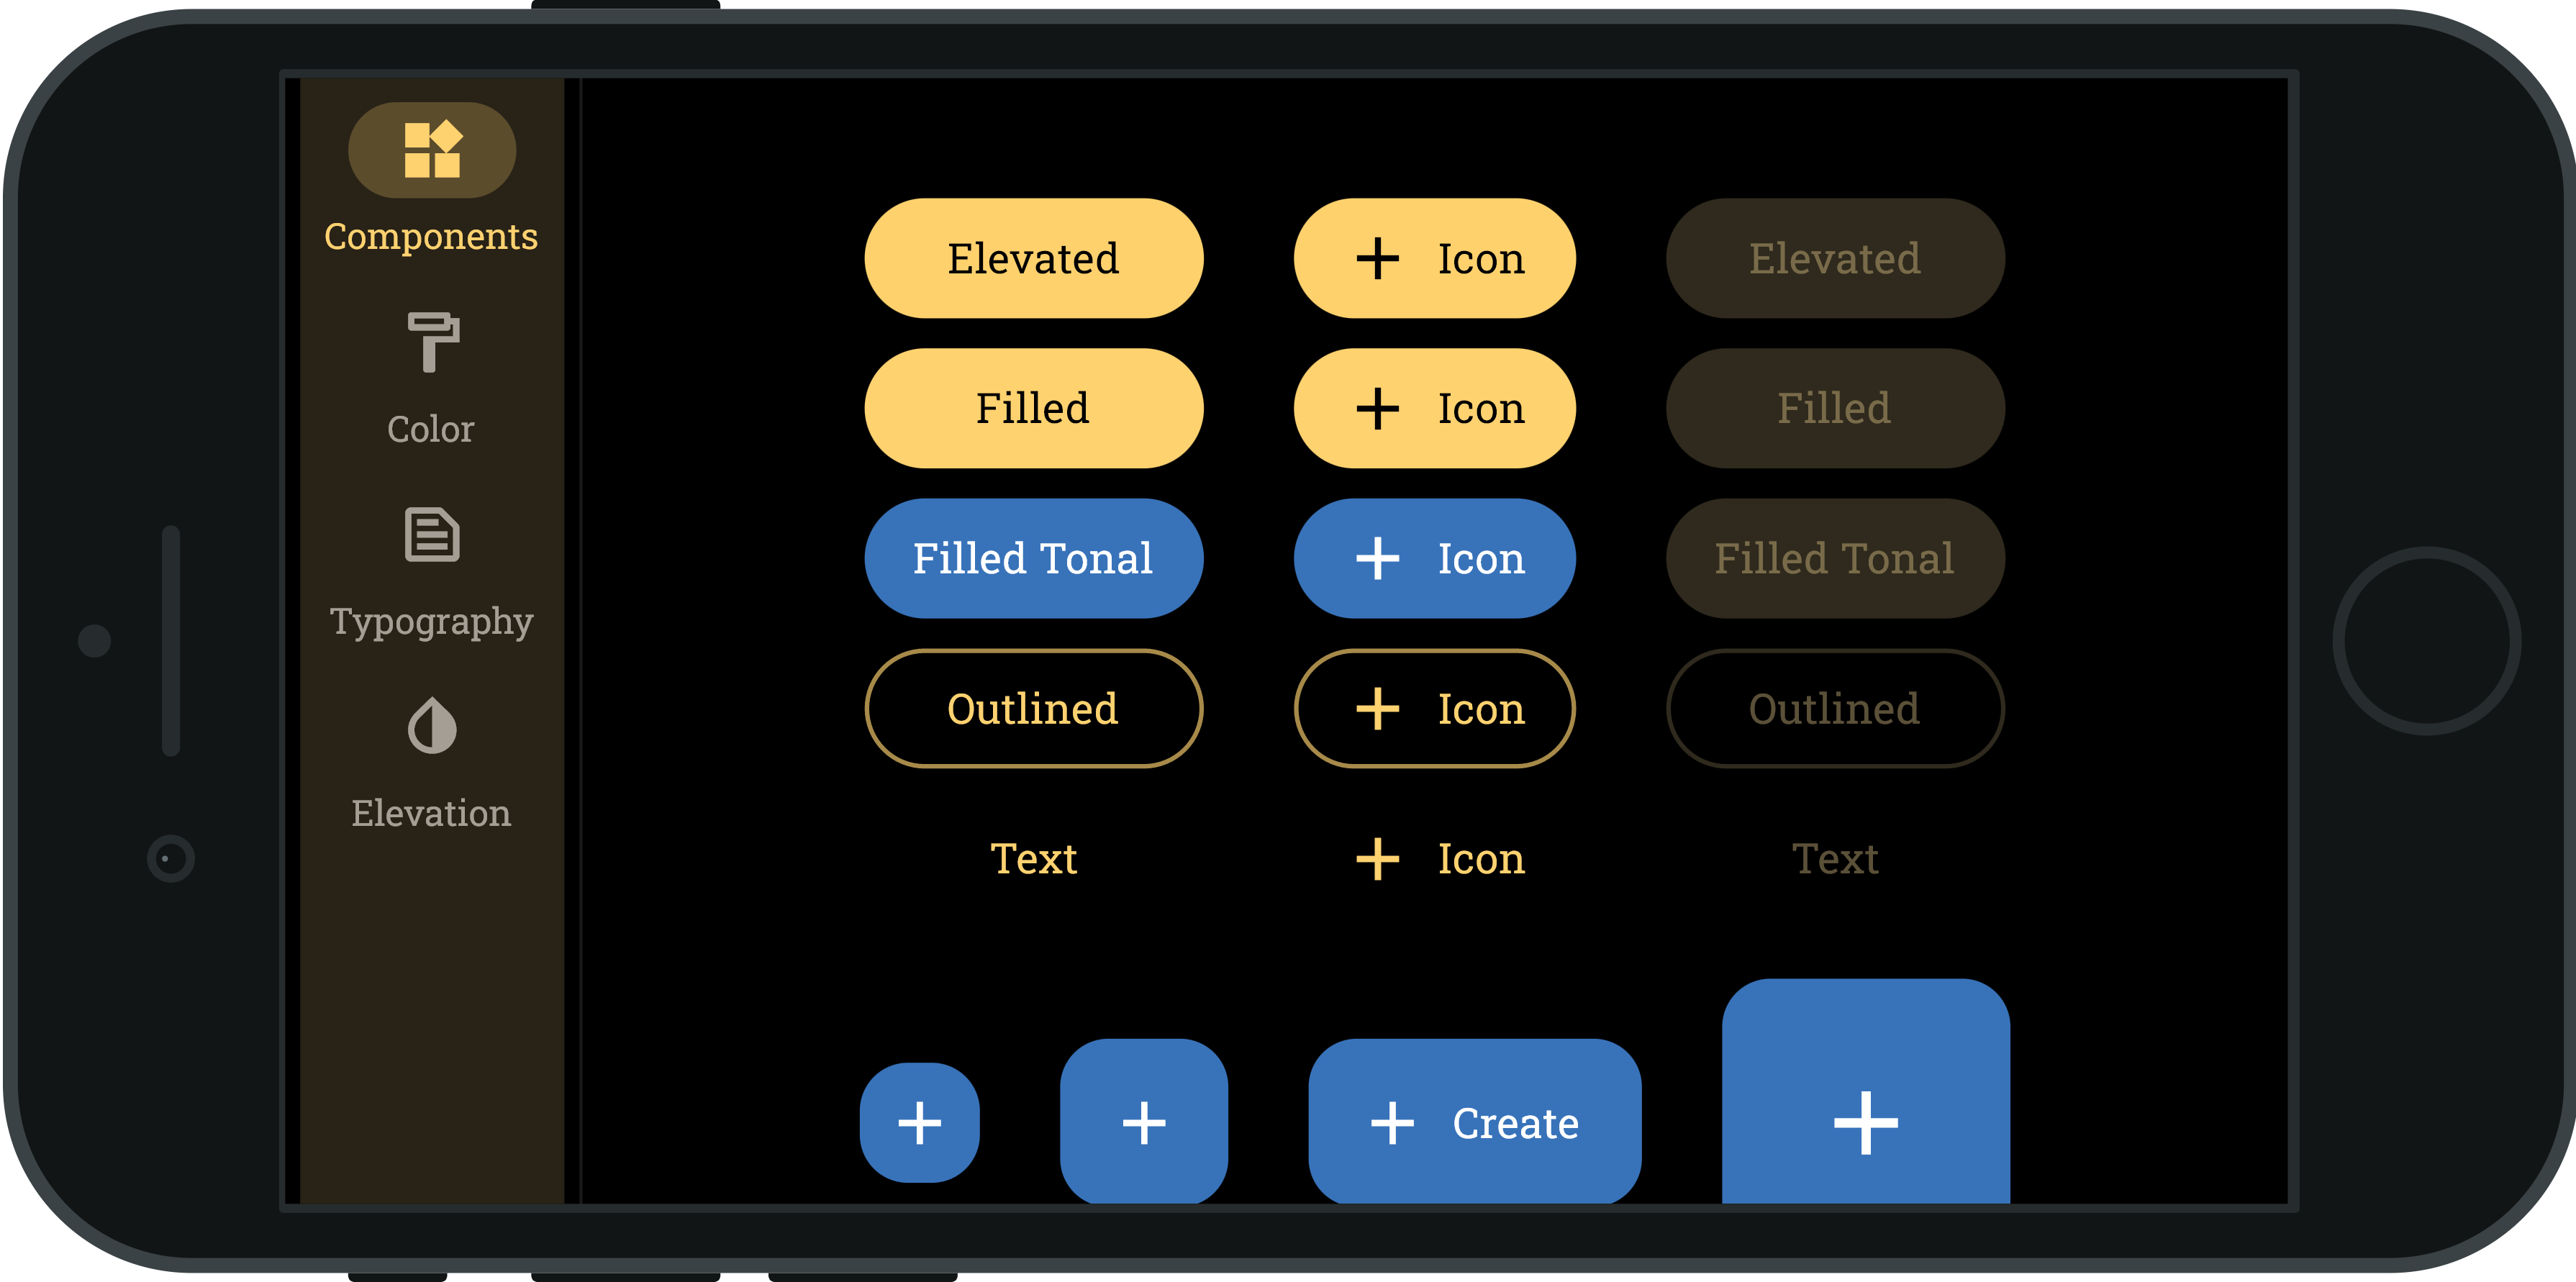 Components
Color
Typography
Elevation
Elevated
Icon
Elevated
Filled
Icon
Filled
Filled Tonal
Icon
Filled Tonal
Outlined
Icon
Outlined
Text
Icon
Text
Create